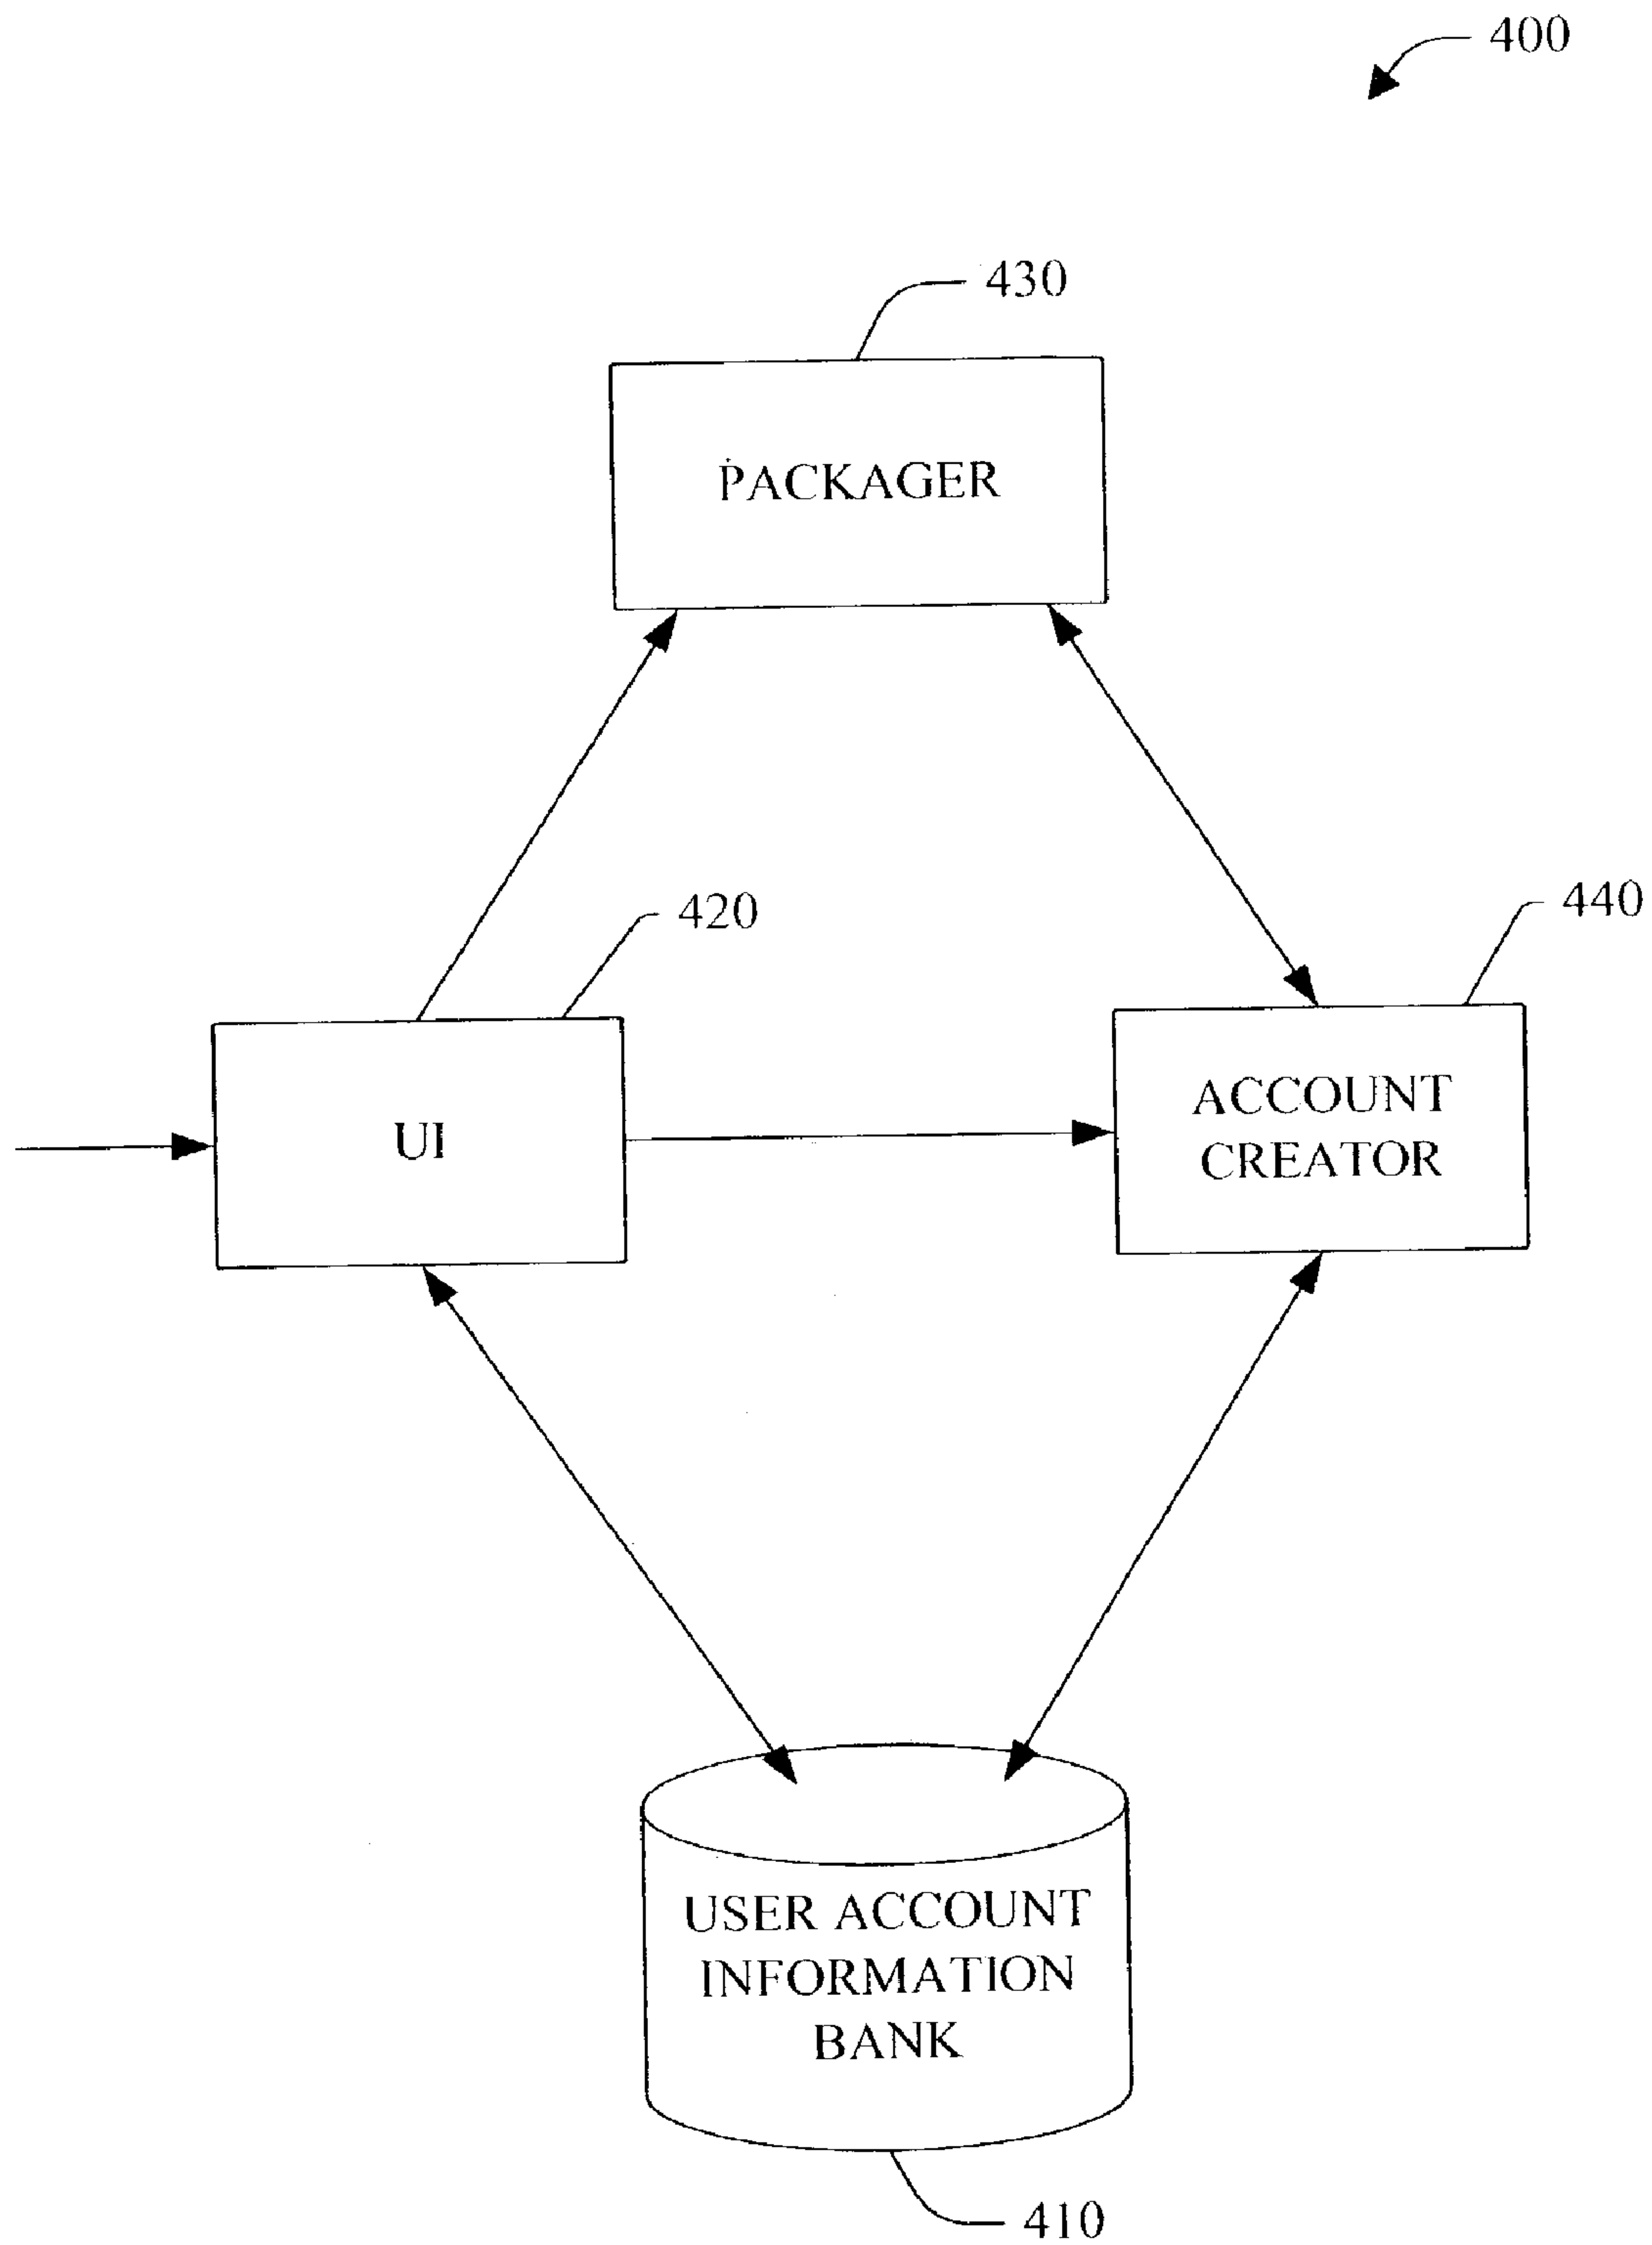 400
430
PACKAGER
420
440
UI
ACCOUNT
CREATOR
USER ACCOUNT
INFORMATION
BANK
410